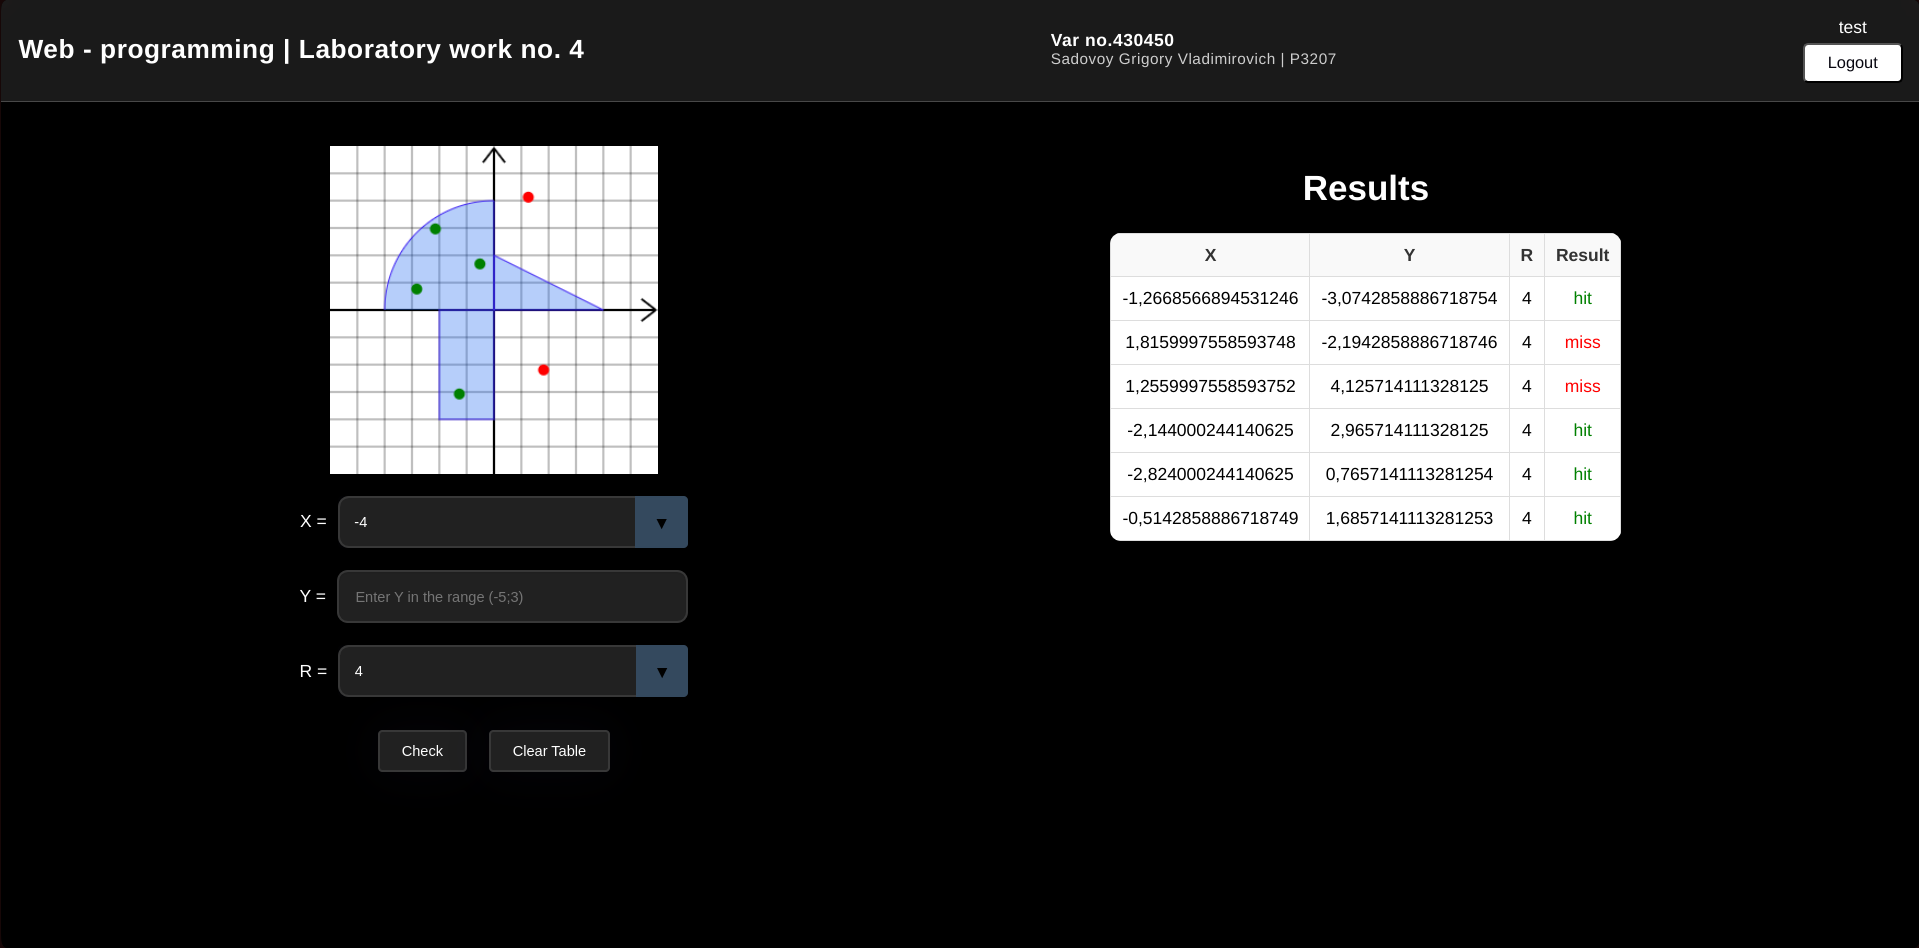 Web - programming | Laboratory work no. 4
Var no.430450
Sadovoy Grigory Vladimirovich | P3207
test
Logout
X =
-4
▼
Y =
Enter Y in the range (-5;3)
R =
4
▼
Check
Clear Table
Results
X Y R Result
-1,2668566894531246 -3,0742858886718754 4 hit
1,8159997558593748 -2,1942858886718746 4 miss
1,2559997558593752 4,125714111328125 4 miss
-2,144000244140625 2,965714111328125 4 hit
-2,824000244140625 0,7657141113281254 4 hit
-0,5142858886718749 1,6857141113281253 4 hit